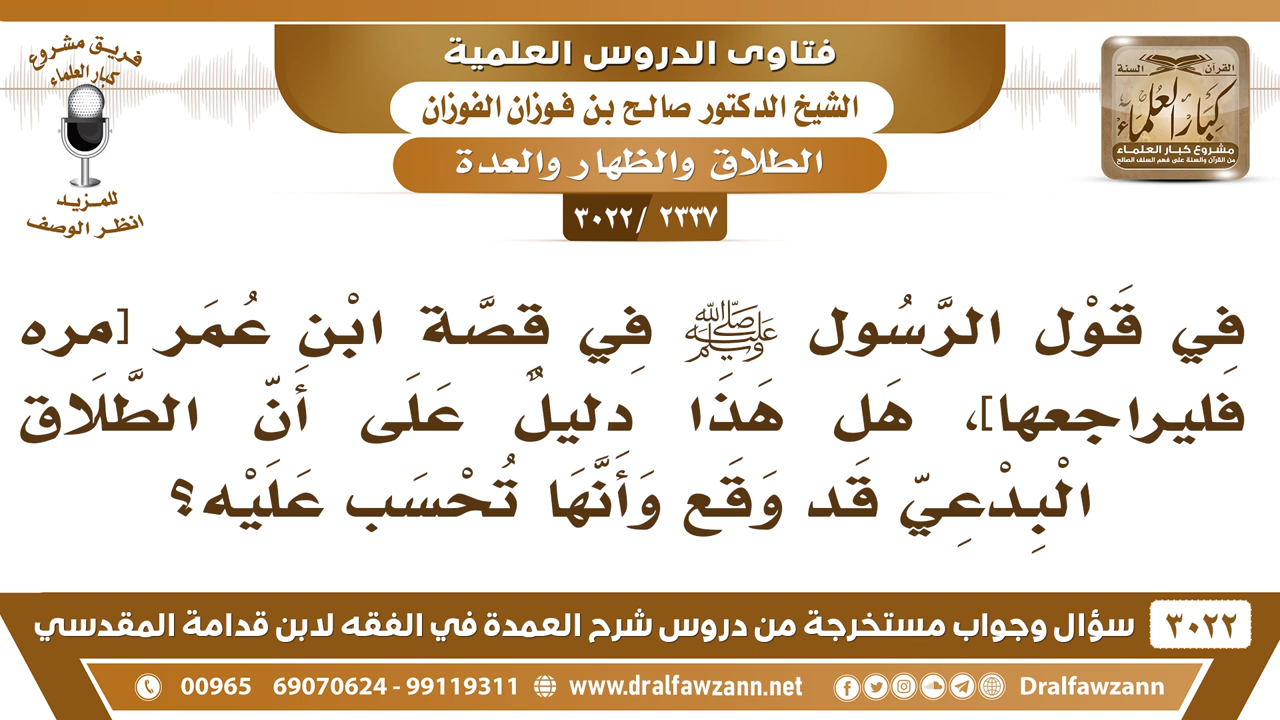 فريق مشروع
كبار العلماء
للمزيد
انظر الوصف
فتاوى الدروس العلمية
الشيخ الدكتور صالح بن فوزان الفوزان
الطلاق والظهار والعدة
٢٣٣٧ / ٣٠٢٢
القرآن السنة
كبار العلماء
مشروع كبار العلماء
من القرآن والسنة على فهم السلف الصالح
فِي قَوْل الرَّسُول ﷺ فِي قصَّة ابْنِ عُمَر [مره
فليراجعها]، هَل هَذَا دليلٌ عَلَى أَنّ الطَّلَاق
الْبِدْعِيّ قَد وَقَع وَأَنَّهَا تُحْسَب عَلَيْه؟
٣٠٢٢ سؤال وجواب مستخرجة من دروس شرح العمدة في الفقه لابن قدامة المقدسي
00965 69070624 - 99119311 www.dralfawzann.net Dralfawzann